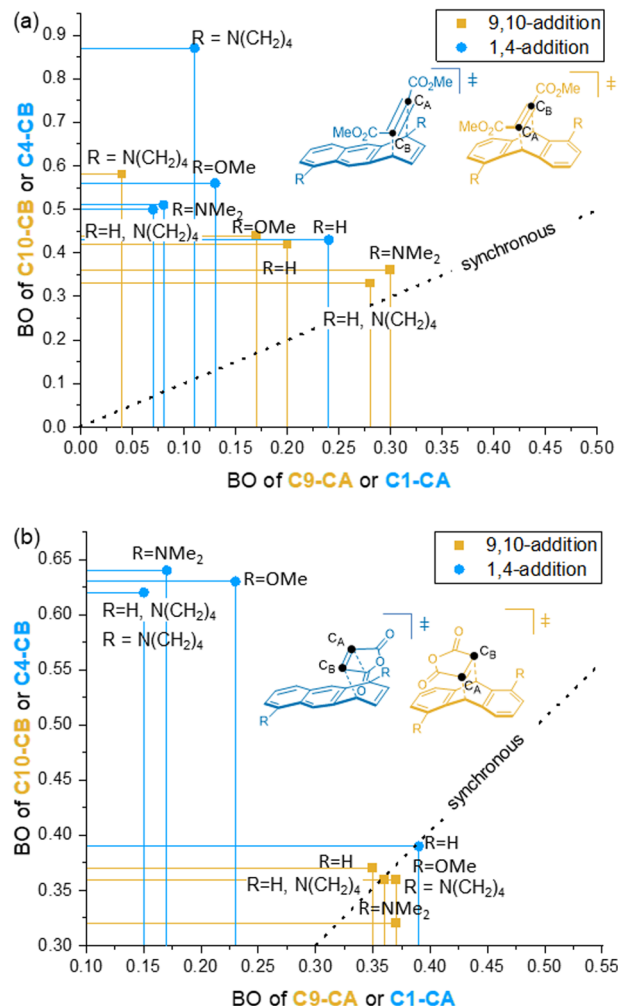 (a)
9,10-addition
1,4-addition
R = N(CH2)4
R = N(CH2)4
R=OMe
R=NMe2
R=H, N(CH2)4
R=OMe
R=H
R=H
R=NMe2
R=H, N(CH2)4
synchronous
CO2Me
CA
MeO2C
R
CB
R
‡
CO2Me
CB
MeO2C
R
CA
R
‡
BO of C10-CB or C4-CB
0.9
0.8
0.7
0.6
0.5
0.4
0.3
0.2
0.1
0.0
0.00 0.05 0.10 0.15 0.20 0.25 0.30 0.35 0.40 0.45 0.50
BO of C9-CA or C1-CA
(b)
9,10-addition
1,4-addition
R=NMe2
R=OMe
R=H, N(CH2)4
R = N(CH2)4
CA
CB
O
O
O
R
R
‡
O
O
O
CB
CA
R
R
‡
synchronous
R=H
R=H
R=OMe
R=H, N(CH2)4
R = N(CH2)4
R=NMe2
BO of C10-CB or C4-CB
0.65
0.60
0.55
0.50
0.45
0.40
0.35
0.30
0.10 0.15 0.20 0.25 0.30 0.35 0.40 0.45 0.50 0.55
BO of C9-CA or C1-CA